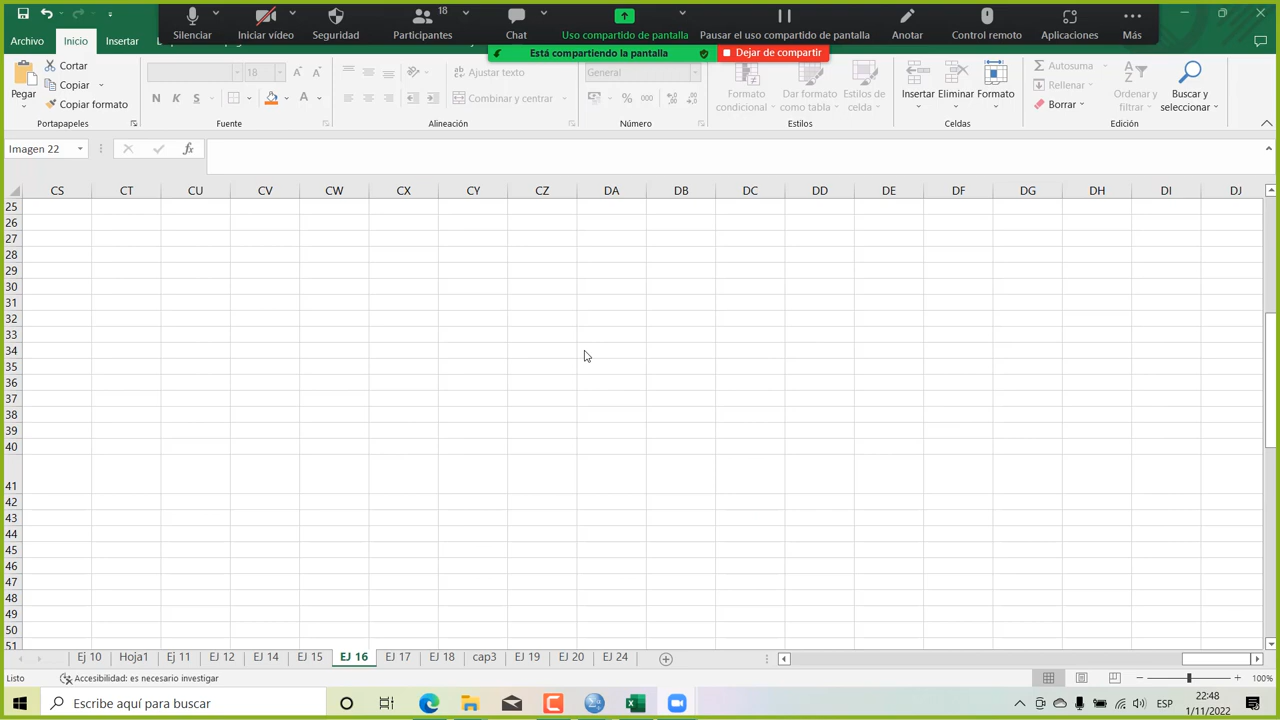 Silenciar
Iniciar vídeo
Seguridad
18
Participantes
Chat
Uso compartido de pantalla
Pausar el uso compartido de pantalla
Anotar
Control remoto
Aplicaciones
Más
Está compartiendo la pantalla
Dejar de compartir
Archivo
Inicio
Insertar
Pegar
Cortar
Copiar
Copiar formato
Portapapeles
18
N K S
A A A
Fuente
Ajustar texto
Combinar y centrar
Alineación
General
% 000
Número
Formato condicional
Dar formato como tabla
Estilos de celda
Estilos
Insertar Eliminar Formato
Celdas
Autosuma
Rellenar
Borrar
Ordenar y filtrar
Buscar y seleccionar
Edición
Imagen 22
fx
CS CT CU CV CW CX CY CZ DA DB DC DD DE DF DG DH DI DJ
25
26
27
28
29
30
31
32
33
34
35
36
37
38
39
40
41
42
43
44
45
46
47
48
49
50
51
... Ej 10 Hoja1 Ej 11 EJ 12 EJ 14 EJ 15 EJ 16 EJ 17 EJ 18 cap3 EJ 19 EJ 20 EJ 24
Listo Accesibilidad: es necesario investigar 100%
Escribe aquí para buscar
ESP
22:48
1/11/2022